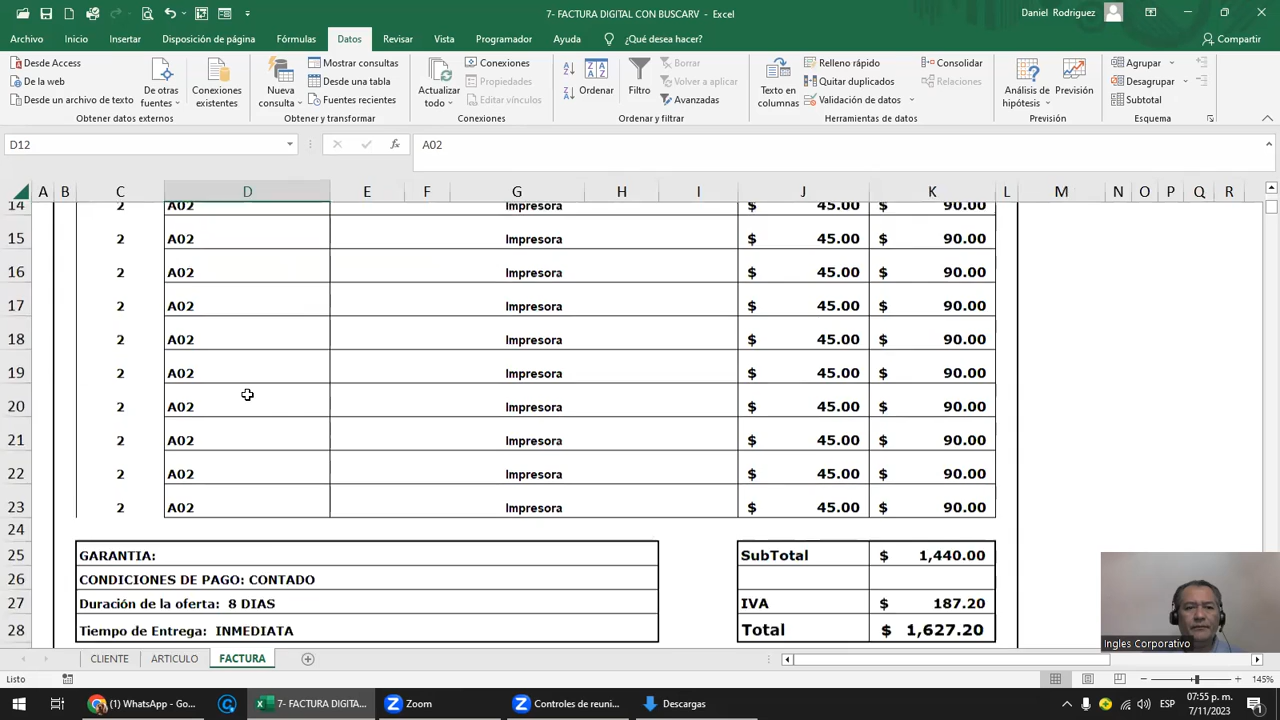 7- FACTURA DIGITAL CON BUSCARV - Excel
Daniel Rodriguez
Archivo Inicio Insertar Disposición de página Fórmulas Datos Revisar Vista Programador Ayuda ¿Qué desea hacer? Compartir
Desde Access
De la web
Desde un archivo de texto
De otras fuentes
Conexiones existentes
Obtener datos externos
Nueva consulta
Mostrar consultas
Desde una tabla
Fuentes recientes
Obtener y transformar
Actualizar todo
Conexiones
Propiedades
Editar vínculos
Conexiones
Ordenar
Filtro
Borrar
Volver a aplicar
Avanzadas
Ordenar y filtrar
Texto en columnas
Relleno rápido
Quitar duplicados
Validación de datos
Consolidar
Relaciones
Herramientas de datos
Análisis de hipótesis
Previsión
Previsión
Agrupar
Desagrupar
Subtotal
Esquema
D12 fx A02
A B C D E F G H I J K L M N O P Q R
14 2 A02 Impresora $ 45.00 $ 90.00
15 2 A02 Impresora $ 45.00 $ 90.00
16 2 A02 Impresora $ 45.00 $ 90.00
17 2 A02 Impresora $ 45.00 $ 90.00
18 2 A02 Impresora $ 45.00 $ 90.00
19 2 A02 Impresora $ 45.00 $ 90.00
20 2 A02 Impresora $ 45.00 $ 90.00
21 2 A02 Impresora $ 45.00 $ 90.00
22 2 A02 Impresora $ 45.00 $ 90.00
23 2 A02 Impresora $ 45.00 $ 90.00
24
25 GARANTIA: SubTotal $ 1,440.00
26 CONDICIONES DE PAGO: CONTADO
27 Duración de la oferta: 8 DIAS IVA $ 187.20
28 Tiempo de Entrega: INMEDIATA Total $ 1,627.20
Ingles Corporativo
CLIENTE ARTICULO FACTURA
Listo 145%
(1) WhatsApp - Go... 7- FACTURA DIGITA... Zoom Controles de reuni... Descargas ESP 07:55 p. m.
7/11/2023